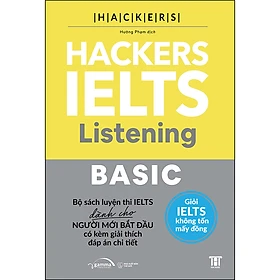 |H|A|C|K|E|R|S|
Hương Phạm dịch
HACKERS
IELTS
Listening
BASIC
Bộ sách luyện thi IELTS
dành cho
NGƯỜI MỚI BẮT ĐẦU
có kèm giải thích
đáp án chi tiết
Giỏi
IELTS
không tốn
mấy đồng
gamma